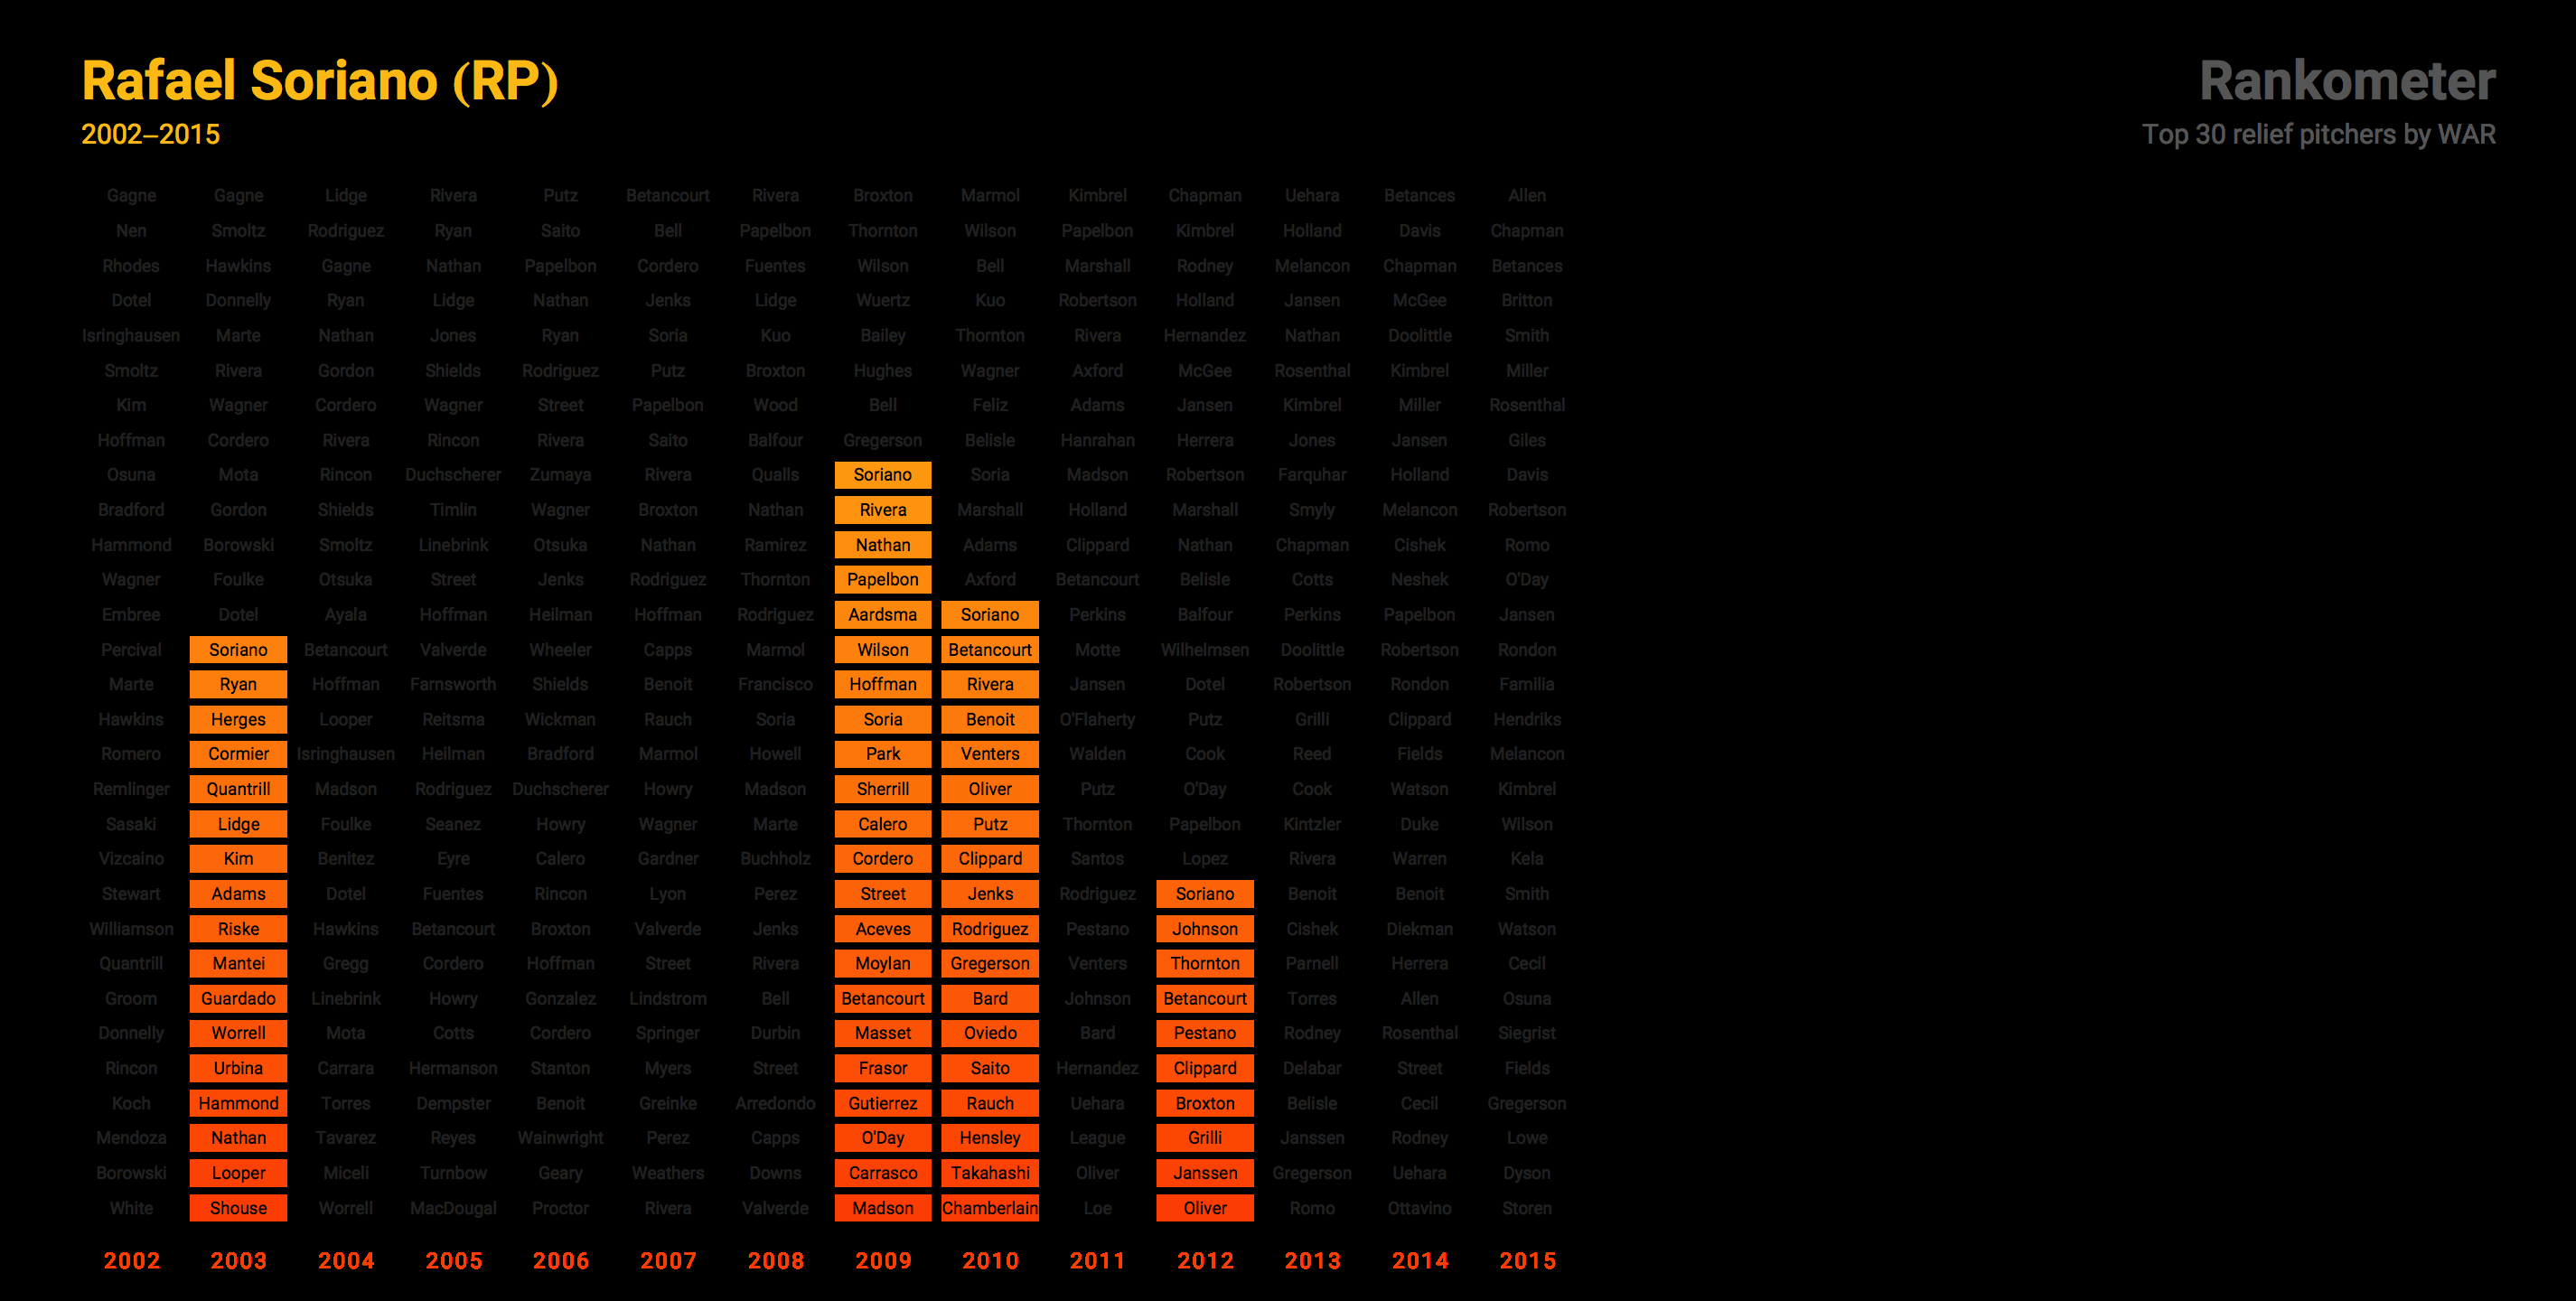 Rafael Soriano (RP)
2002–2015
Rankometer
Top 30 relief pitchers by WAR
Gagne Gagne Lidge Rivera Putz Betancourt Rivera Broxton Marmol Kimbrel Chapman Uehara Betances Allen
Nen Smoltz Rodriguez Ryan Saito Bell Papelbon Thornton Wilson Papelbon Kimbrel Holland Davis Chapman
Rhodes Hawkins Gagne Nathan Papelbon Cordero Fuentes Wilson Bell Marshall Rodney Melancon Chapman Betances
Dotel Donnelly Ryan Lidge Nathan Jenks Lidge Wuertz Kuo Robertson Holland Jansen McGee Britton
Isringhausen Marte Nathan Jones Ryan Soria Kuo Bailey Thornton Rivera Hernandez Nathan Doolittle Smith
Smoltz Rivera Gordon Shields Rodriguez Putz Broxton Hughes Wagner Axford McGee Rosenthal Kimbrel Miller
Kim Wagner Cordero Wagner Street Papelbon Wood Bell Feliz Adams Jansen Kimbrel Miller Rosenthal
Hoffman Cordero Rivera Rincon Rivera Saito Balfour Gregerson Belisle Hanrahan Herrera Jones Jansen Giles
Osuna Mota Rincon Duchscherer Zumaya Rivera Qualls Soriano Soria Madson Robertson Farquhar Holland Davis
Bradford Gordon Shields Timlin Wagner Broxton Nathan Rivera Marshall Holland Marshall Smyly Melancon Robertson
Hammond Borowski Smoltz Linebrink Otsuka Nathan Ramirez Nathan Adams Clippard Nathan Chapman Cishek Romo
Wagner Foulke Otsuka Street Jenks Rodriguez Thornton Papelbon Axford Betancourt Belisle Cotts Neshek O'Day
Embree Dotel Ayala Hoffman Heilman Hoffman Rodriguez Aardsma Soriano Perkins Balfour Perkins Papelbon Jansen
Percival Soriano Betancourt Valverde Wheeler Capps Marmol Wilson Betancourt Motte Wilhelmsen Doolittle Robertson Rondon
Marte Ryan Hoffman Farnsworth Shields Benoit Francisco Hoffman Rivera Jansen Dotel Robertson Rondon Familia
Hawkins Herges Looper Reitsma Wickman Rauch Soria Soria Benoit O'Flaherty Putz Grilli Clippard Hendriks
Romero Cormier Isringhausen Heilman Bradford Marmol Howell Park Venters Walden Cook Reed Fields Melancon
Remlinger Quantrill Madson Rodriguez Duchscherer Howry Madson Sherrill Oliver Putz O'Day Cook Watson Kimbrel
Sasaki Lidge Foulke Seanez Howry Wagner Marte Calero Putz Thornton Papelbon Kintzler Duke Wilson
Vizcaino Kim Benitez Eyre Calero Gardner Buchholz Cordero Clippard Santos Lopez Rivera Warren Kela
Stewart Adams Dotel Fuentes Rincon Lyon Perez Street Jenks Rodriguez Soriano Benoit Benoit Smith
Williamson Riske Hawkins Betancourt Broxton Valverde Jenks Aceves Rodriguez Pestano Johnson Cishek Diekman Watson
Quantrill Mantei Gregg Cordero Hoffman Street Rivera Moylan Gregerson Venters Thornton Parnell Herrera Cecil
Groom Guardado Linebrink Howry Gonzalez Lindstrom Bell Betancourt Bard Johnson Betancourt Torres Allen Osuna
Donnelly Worrell Mota Cotts Cordero Springer Durbin Masset Oviedo Bard Pestano Rodney Rosenthal Siegrist
Rincon Urbina Carrara Hermanson Stanton Myers Street Frasor Saito Hernandez Clippard Delabar Street Fields
Koch Hammond Torres Dempster Benoit Greinke Arredondo Gutierrez Rauch Uehara Broxton Belisle Cecil Gregerson
Mendoza Nathan Tavarez Reyes Wainwright Perez Capps O'Day Hensley League Grilli Janssen Rodney Lowe
Borowski Looper Miceli Turnbow Geary Weathers Downs Carrasco Takahashi Oliver Janssen Gregerson Uehara Dyson
White Shouse Worrell MacDougal Proctor Rivera Valverde Madson Chamberlain Loe Oliver Romo Ottavino Storen
2002 2003 2004 2005 2006 2007 2008 2009 2010 2011 2012 2013 2014 2015